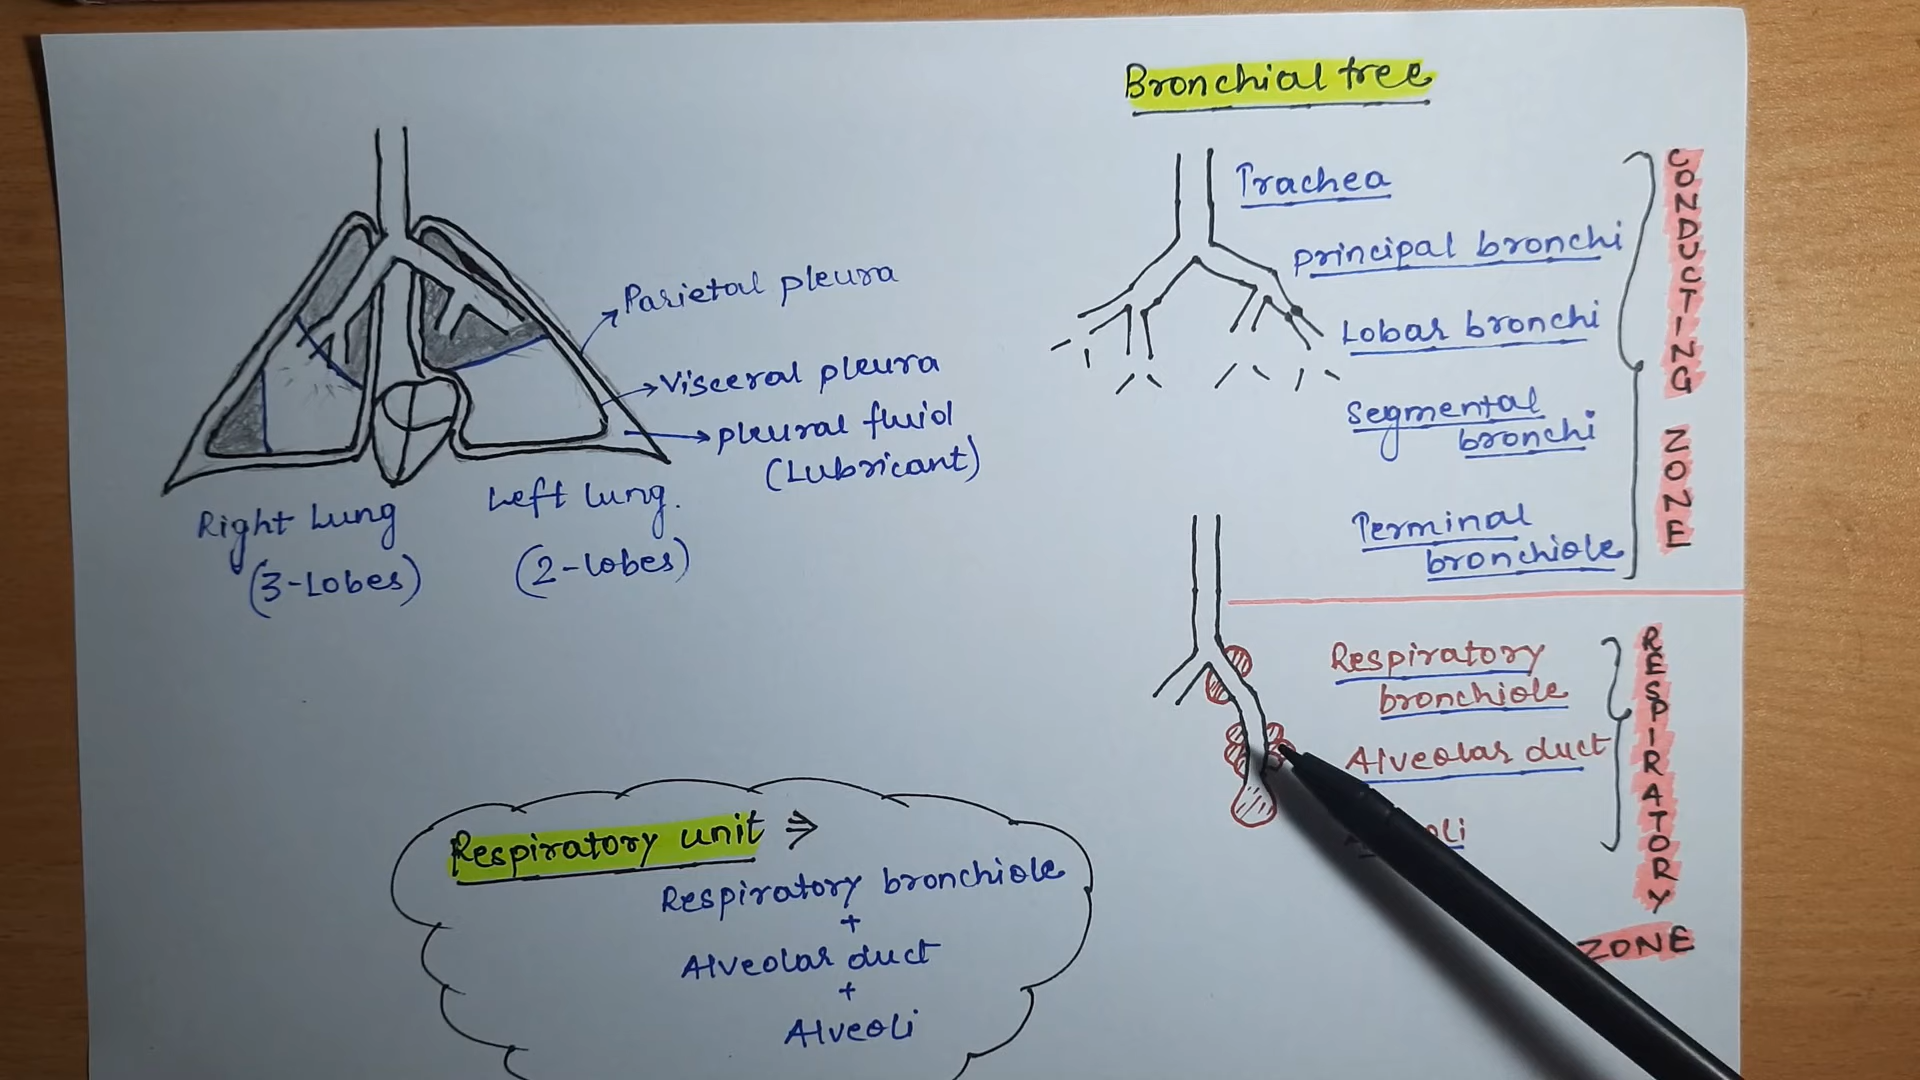 Bronchial tree
Trachea
principal bronchi
Lobar bronchi
Segmental
bronchi
Terminal
bronchiole
CONDUCTING ZONE
Parietal pleura
Visceral pleura
pleural fluid
(Lubricant)
Right Lung
(3-Lobes)
Left lung.
(2-lobes)
Respiratory
bronchiole
Alveolar duct
RESPIRATORY
ZONE
Respiratory unit ⇒
Respiratory bronchiole
+
Alveolar duct
+
Alveoli